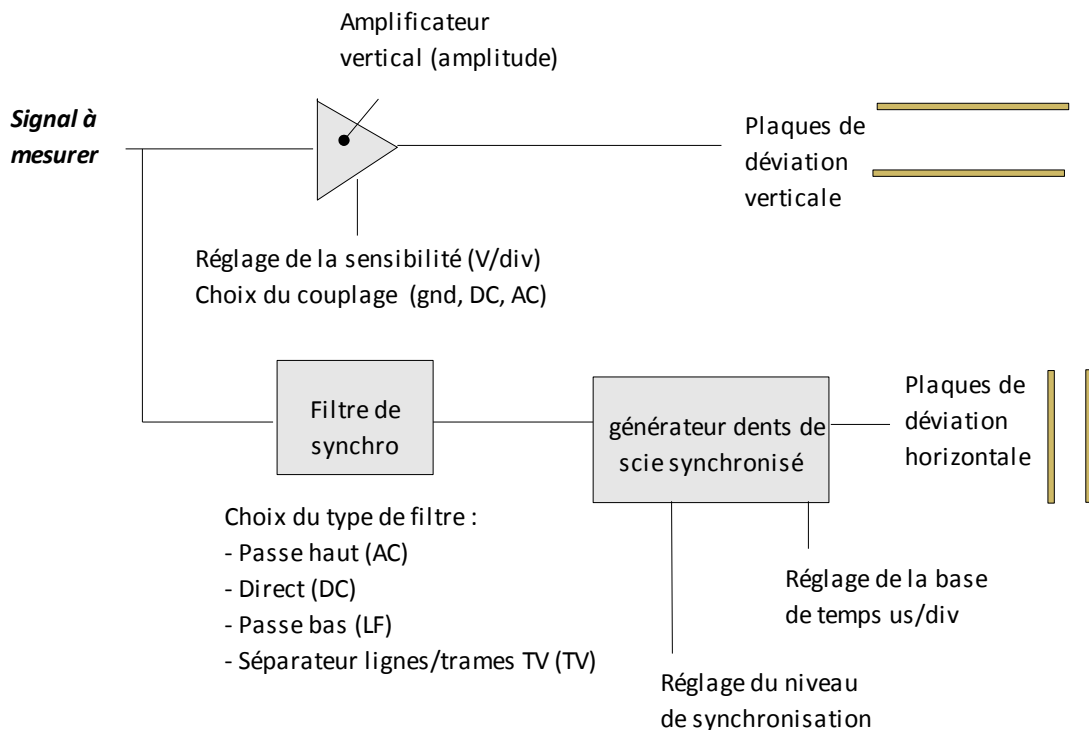 Amplificateur
vertical (amplitude)
Signal à
mesurer
Plaques de
déviation
verticale
Réglage de la sensibilité (V/div)
Choix du couplage (gnd, DC, AC)
Filtre de
synchro
générateur dents de
scie synchronisé
Plaques de
déviation
horizontale
Choix du type de filtre :
- Passe haut (AC)
- Direct (DC)
- Passe bas (LF)
- Séparateur lignes/trames TV (TV)
Réglage de la base
de temps us/div
Réglage du niveau
de synchronisation